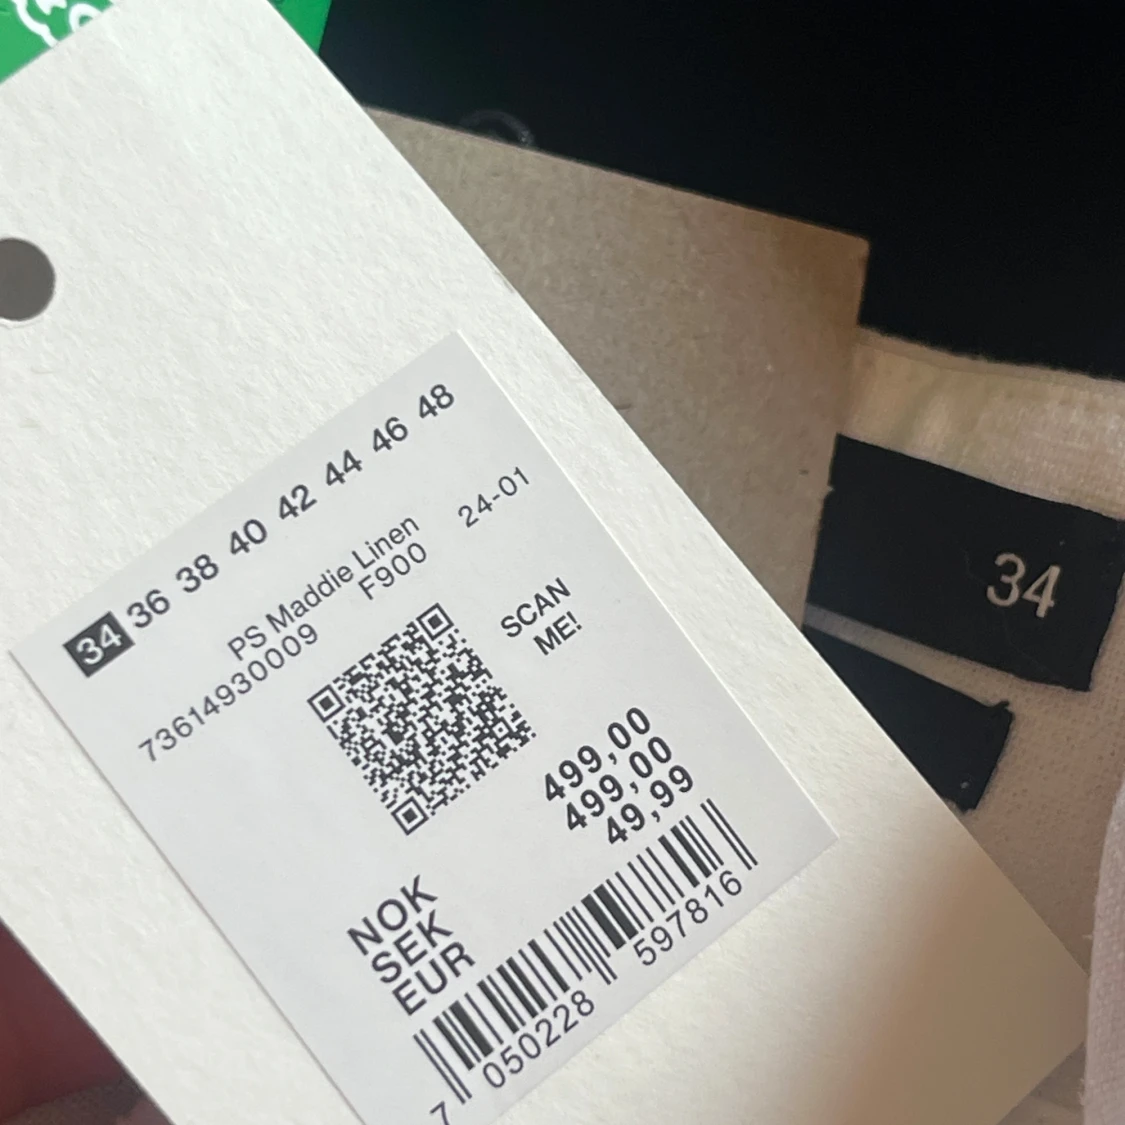 34 36 38 40 42 44 46 48
PS Maddie Linen 24-01
73614930009 F900
SCAN
ME!
NOK 499,00
SEK 499,00
EUR 49,99
7 050228 597816
34